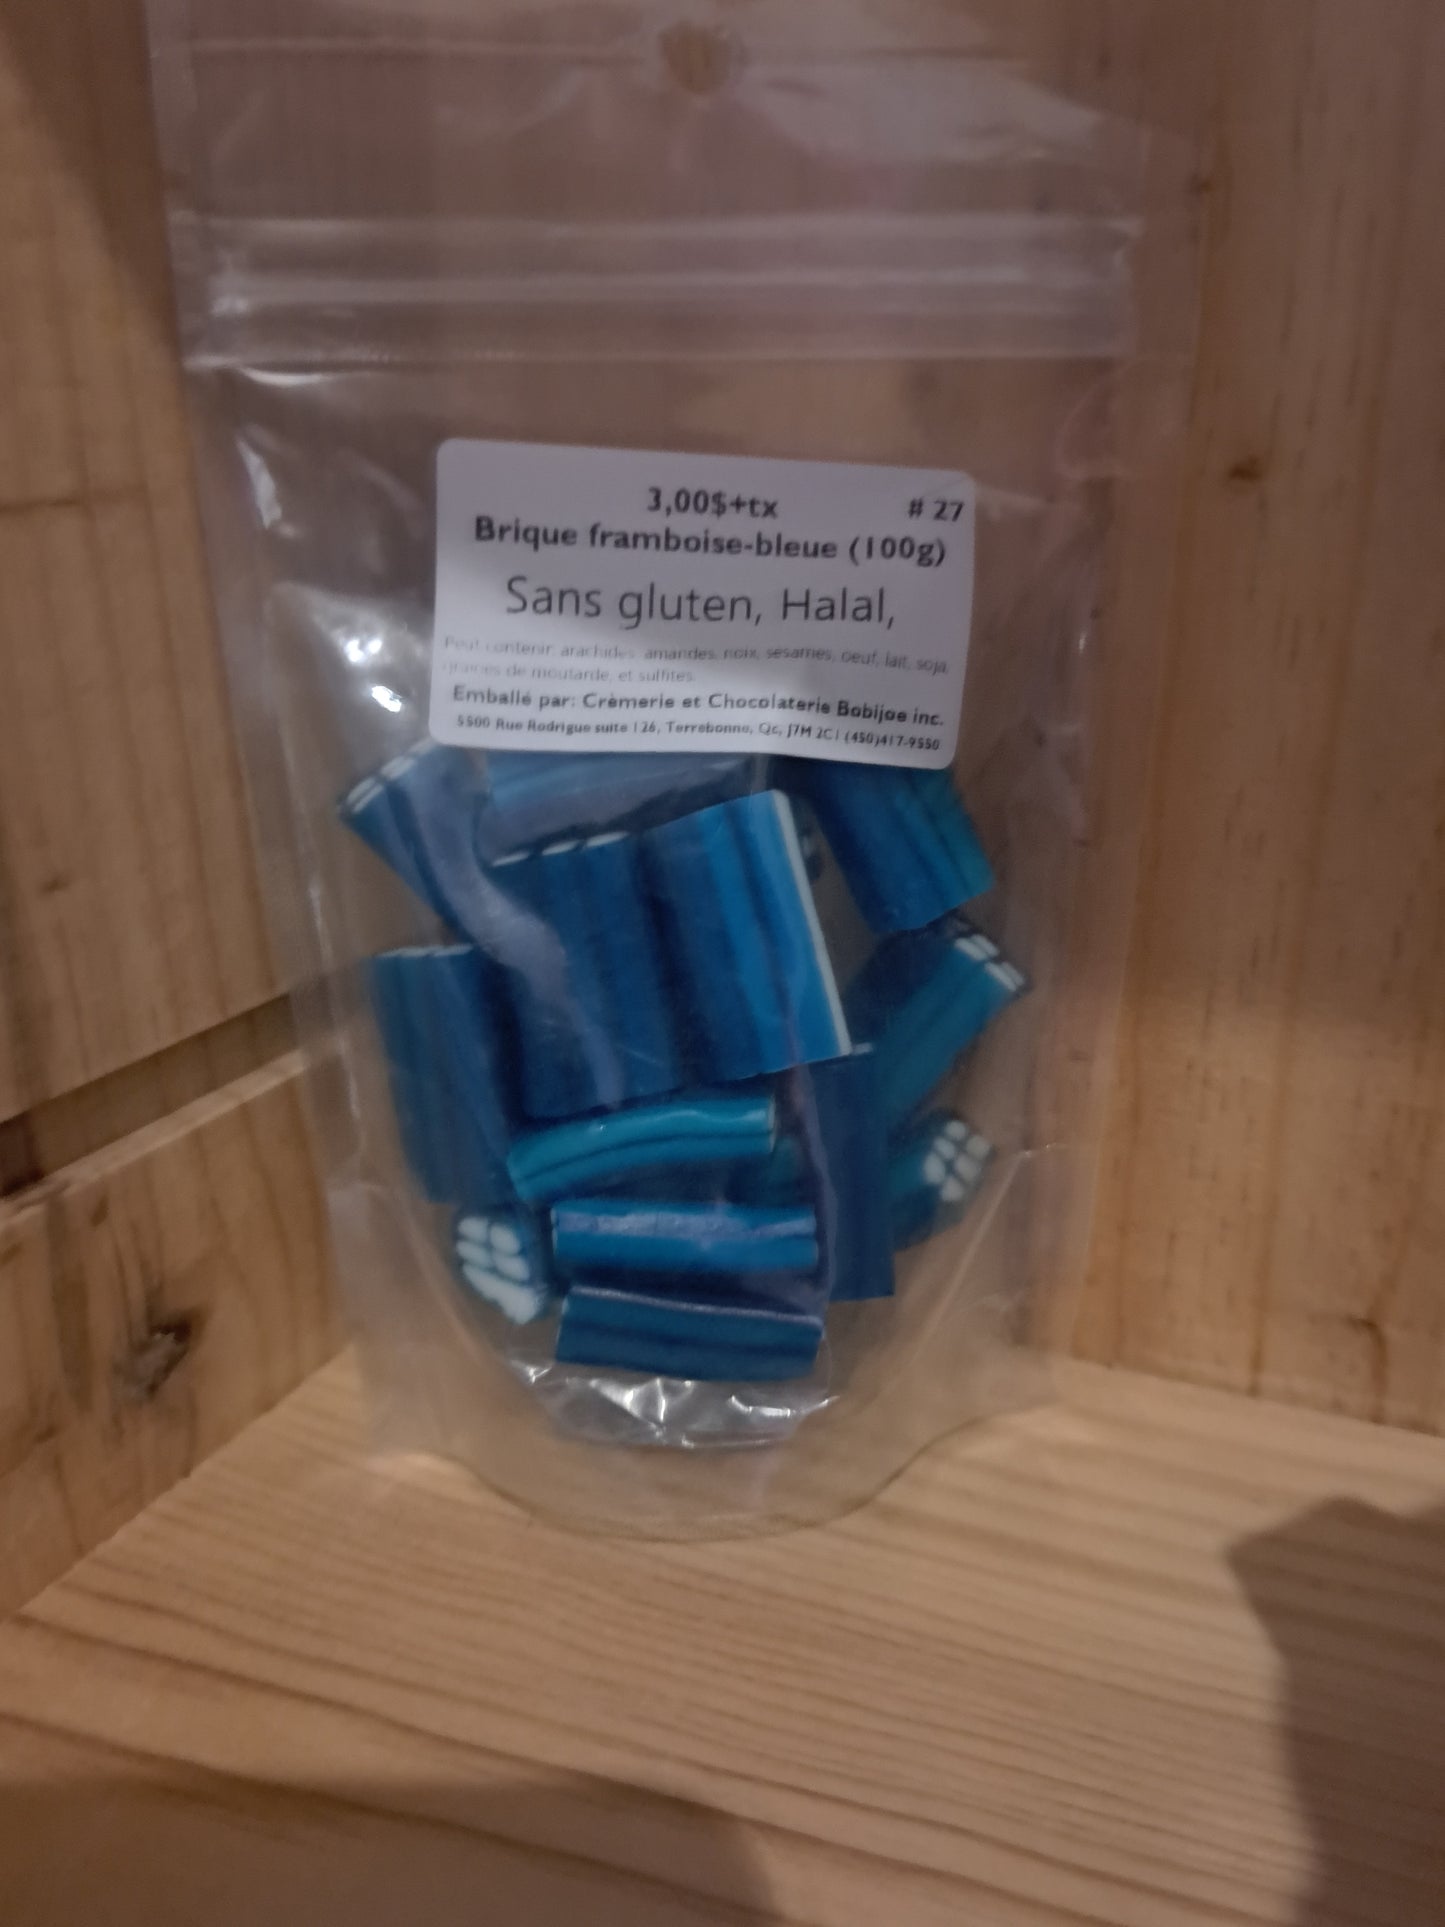 3,00$+tx # 27
Brique framboise-bleue (100g)
Sans gluten, Halal,
Peut contenir: arachides, amandes, noix, sesames, oeuf, lait, soja,
graines de moutarde, et sulfites.
Emballé par: Crèmerie et Chocolaterie Bobijoe inc.
5500 Rue Rodrigue suite 126, Terrebonne, Qc, J7M 2C1 (450)417-9550